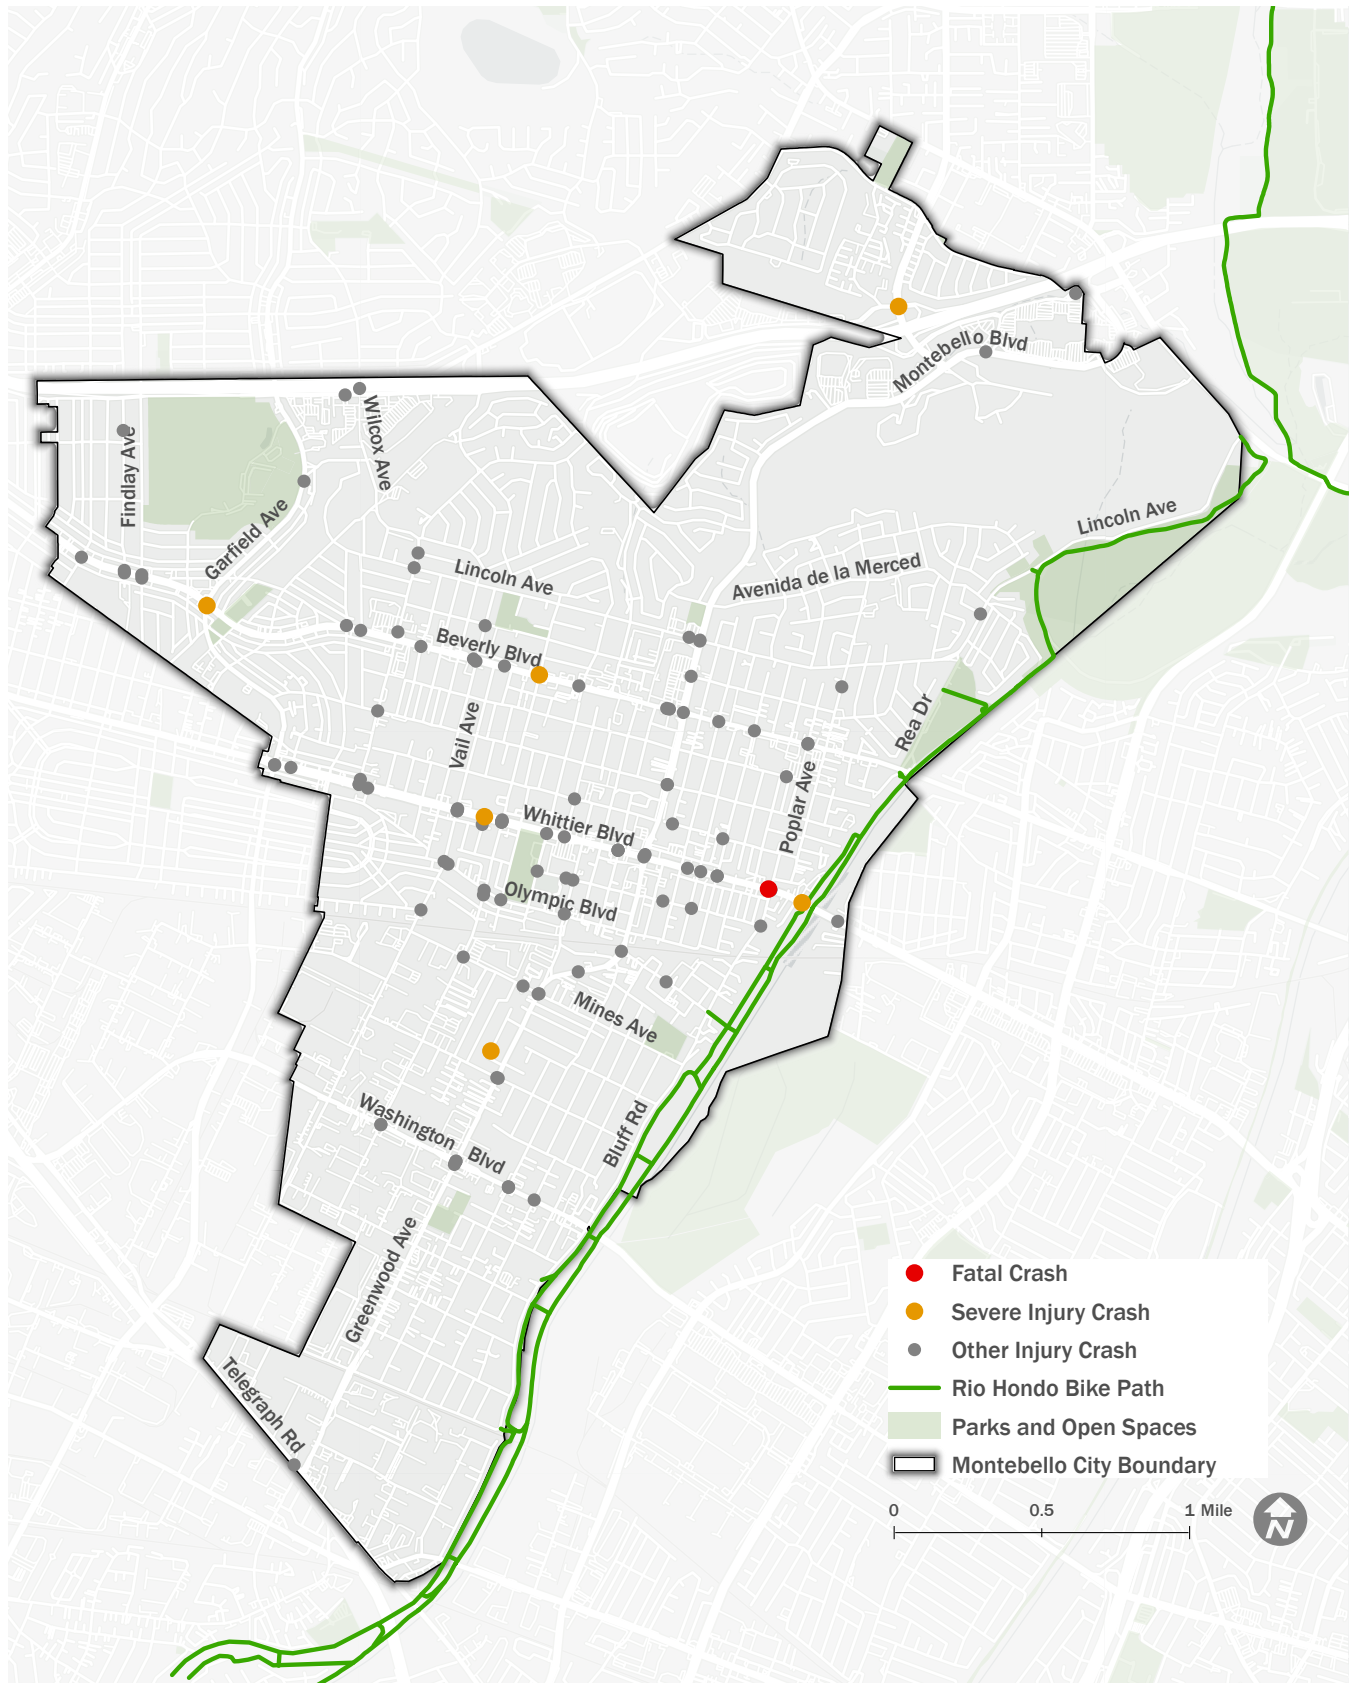 Montebello Blvd
Wilcox Ave
Findlay Ave
Garfield Ave
Lincoln Ave
Lincoln Ave
Avenida de la Merced
Beverly Blvd
Vail Ave
Rea Dr
Poplar Ave
Whittier Blvd
Olympic Blvd
Mines Ave
Washington Blvd
Bluff Rd
Greenwood Ave
Telegraph Rd
Fatal Crash
Severe Injury Crash
Other Injury Crash
Rio Hondo Bike Path
Parks and Open Spaces
Montebello City Boundary
0 0.5 1 Mile
N